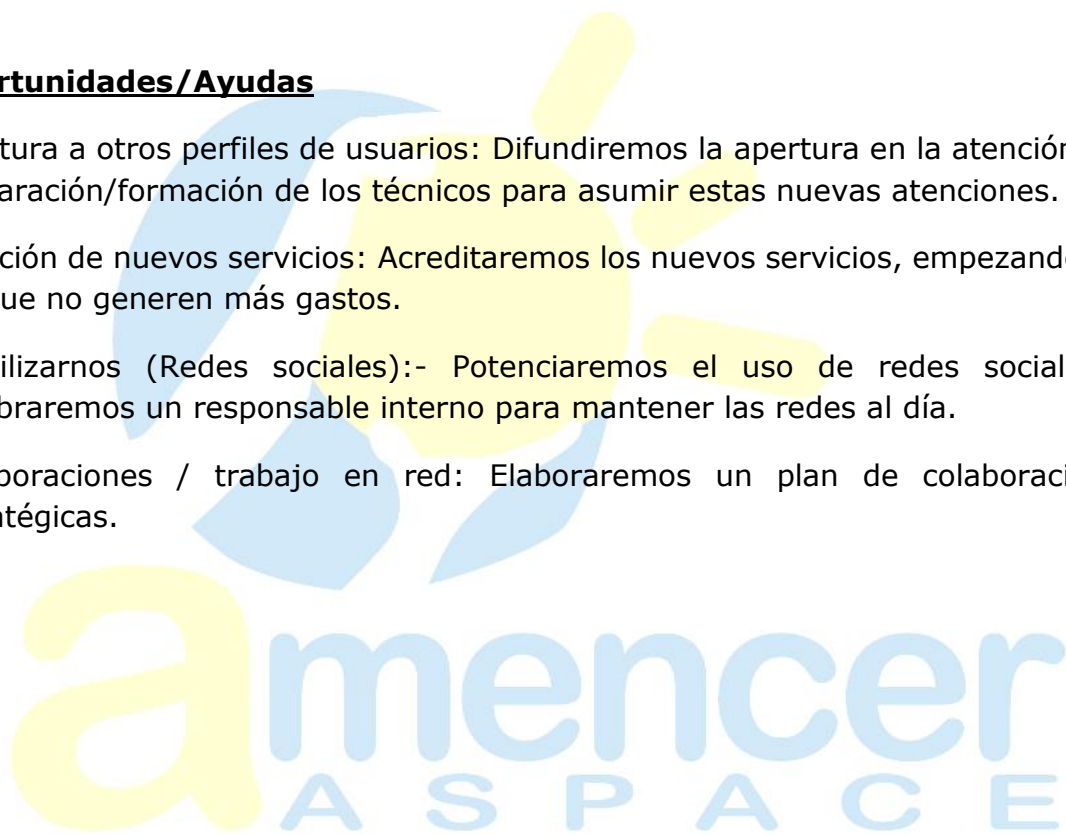 rtunidades/Ayudas
tura a otros perfiles de usuarios: Difundiremos la apertura en la atención
aración/formación de los técnicos para asumir estas nuevas atenciones.
ción de nuevos servicios: Acreditaremos los nuevos servicios, empezando
ue no generen más gastos.
ilizarnos (Redes sociales):- Potenciaremos el uso de redes social
braremos un responsable interno para mantener las redes al día.
boraciones / trabajo en red: Elaboraremos un plan de colaboraci
atégicas.
amencer
ASPACE